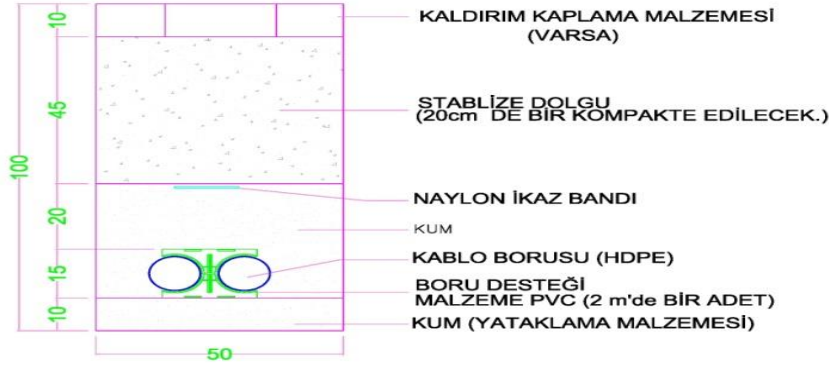 10
KALDIRIM KAPLAMA MALZEMESİ
(VARSA)
45
STABLİZE DOLGU
(20cm DE BİR KOMPAKTE EDİLECEK.)
100
NAYLON İKAZ BANDI
20
KUM
KABLO BORUSU (HDPE)
15
BORU DESTEĞİ
MALZEME PVC (2 m'de BİR ADET)
10
KUM (YATAKLAMA MALZEMESİ)
50